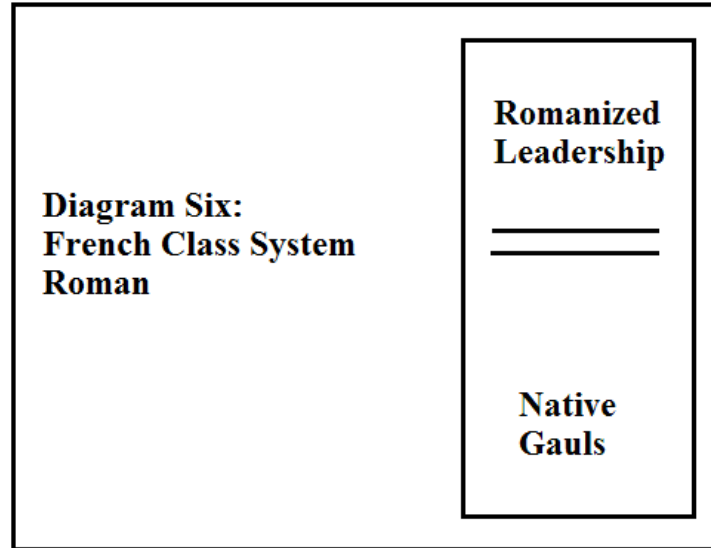 Diagram Six:
French Class System
Roman
Romanized
Leadership
Native
Gauls